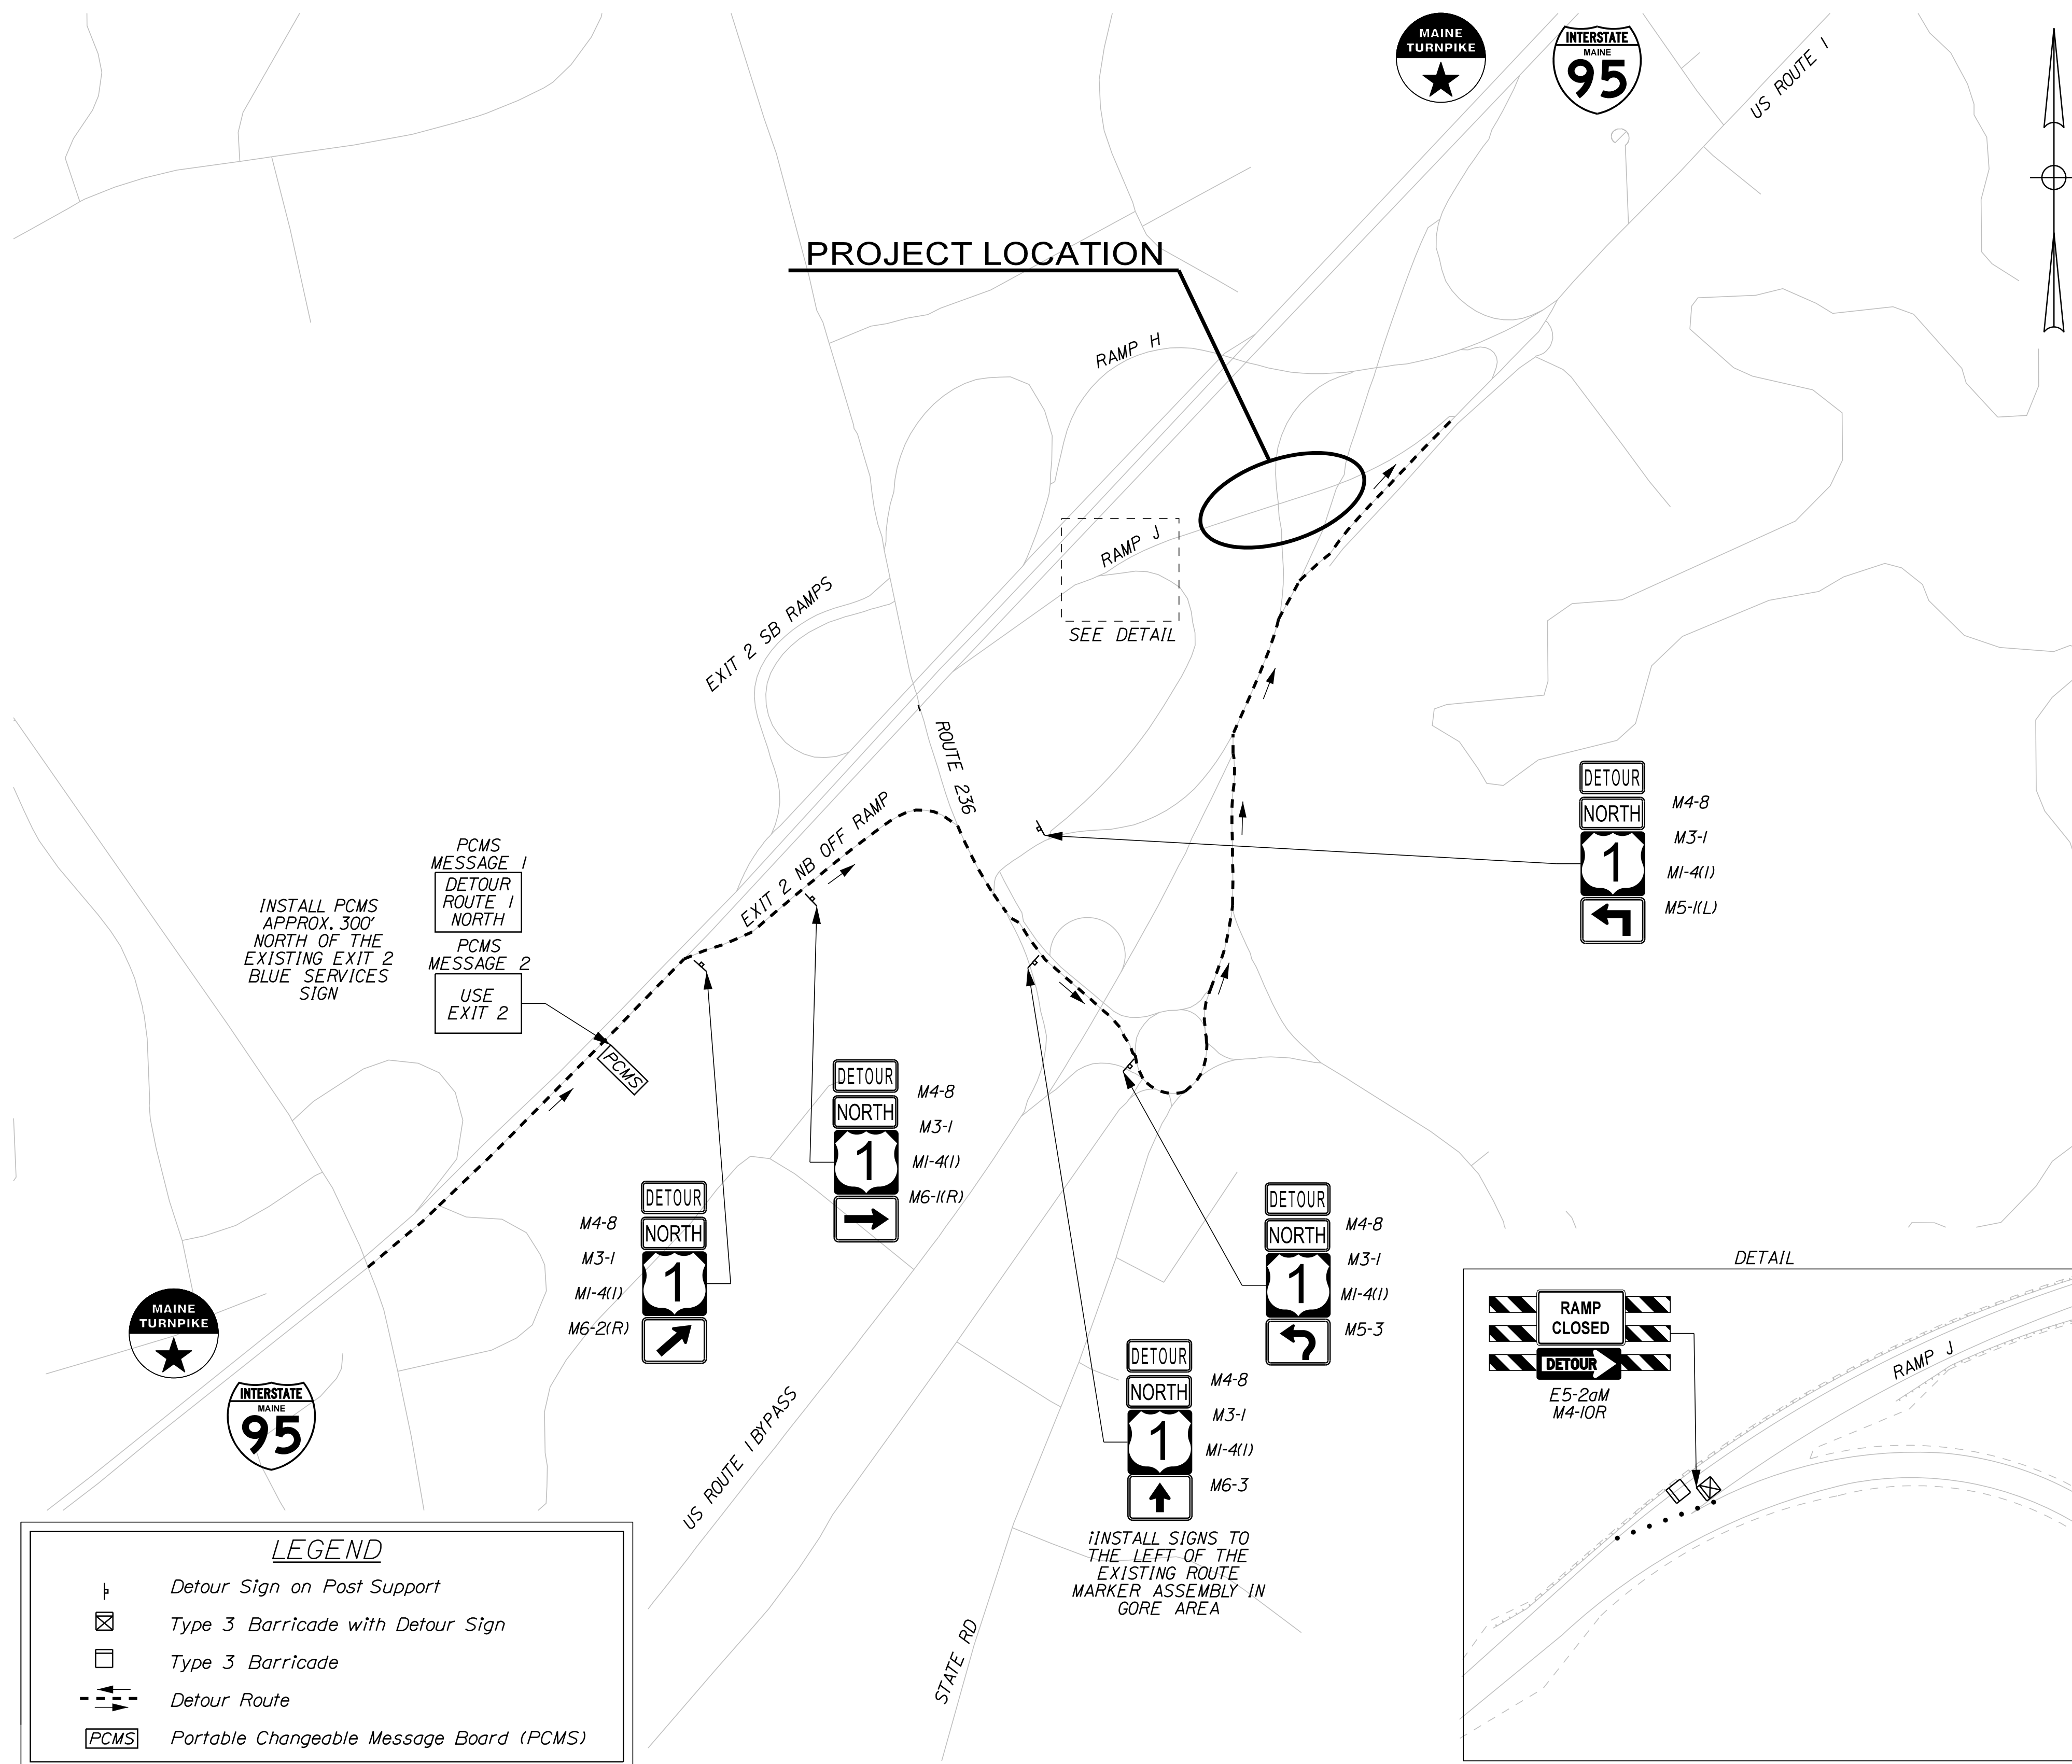 MAINE
TURNPIKE
INTERSTATE
MAINE
95
US ROUTE 1
PROJECT LOCATION
RAMP H
RAMP J
SEE DETAIL
EXIT 2 SB RAMPS
ROUTE 236
EXIT 2 NB OFF RAMP
PCMS
MESSAGE 1
DETOUR
ROUTE 1
NORTH
PCMS
MESSAGE 2
USE
EXIT 2
INSTALL PCMS
APPROX. 300'
NORTH OF THE
EXISTING EXIT 2
BLUE SERVICES
SIGN
PCMS
DETOUR
NORTH
1
M4-8
M3-1
M1-4(1)
M5-1(L)
DETOUR
NORTH
1
M4-8
M3-1
M1-4(1)
M6-1(R)
DETOUR
NORTH
1
M4-8
M3-1
M1-4(1)
M6-2(R)
DETOUR
NORTH
1
M4-8
M3-1
M1-4(1)
M5-3
DETOUR
NORTH
1
M4-8
M3-1
M1-4(1)
M6-3
¡INSTALL SIGNS TO
THE LEFT OF THE
EXISTING ROUTE
MARKER ASSEMBLY IN
GORE AREA
MAINE
TURNPIKE
INTERSTATE
MAINE
95
US ROUTE 1 BYPASS
STATE RD
DETAIL
RAMP
CLOSED
DETOUR
E5-2aM
M4-10R
RAMP J
LEGEND
Detour Sign on Post Support
Type 3 Barricade with Detour Sign
Type 3 Barricade
Detour Route
PCMS Portable Changeable Message Board (PCMS)